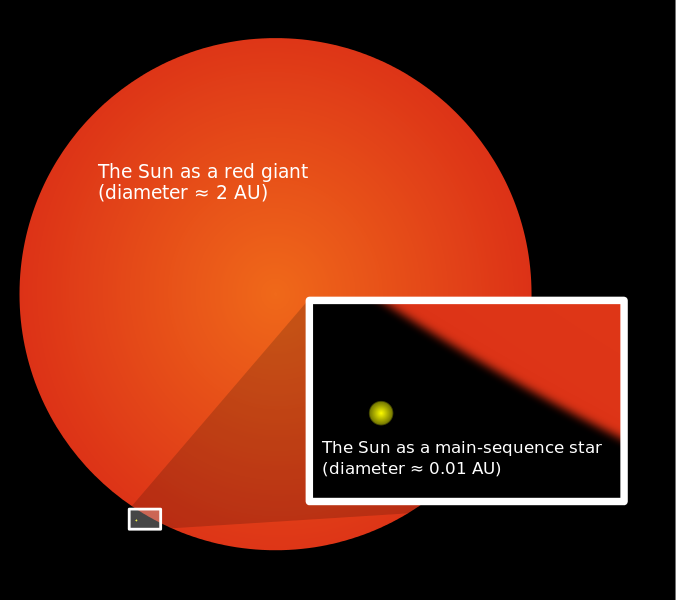 The Sun as a red giant
(diameter ≈ 2 AU)
The Sun as a main-sequence star
(diameter ≈ 0.01 AU)